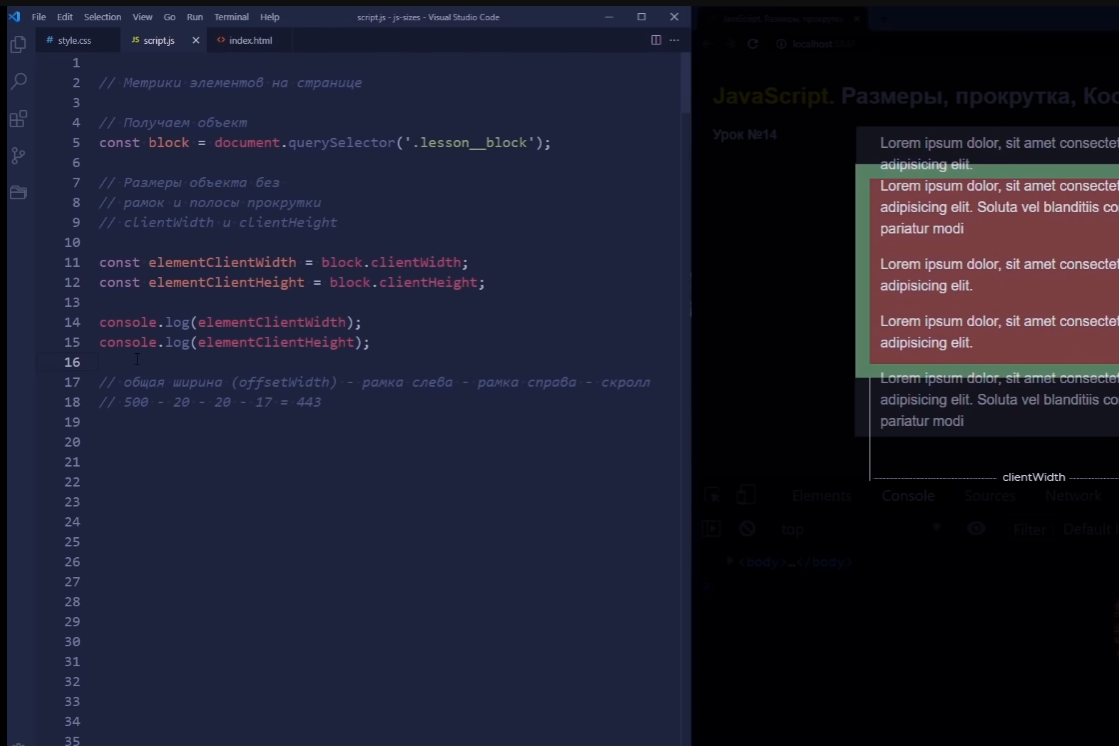 File Edit Selection View Go Run Terminal Help
script.js - js-sizes - Visual Studio Code
# style.css
JS script.js
<> index.html
1
2 // Метрики элементов на странице
3
4 // Получаем объект
5 const block = document.querySelector('.lesson__block');
6
7 // Размеры объекта без
8 // рамок и полосы прокрутки
9 // clientWidth и clientHeight
10
11 const elementClientWidth = block.clientWidth;
12 const elementClientHeight = block.clientHeight;
13
14 console.log(elementClientWidth);
15 console.log(elementClientHeight);
16
17 // общая ширина (offsetWidth) - рамка слева - рамка справа - скролл
18 // 500 - 20 - 20 - 17 = 443
19
20
21
22
23
24
25
26
27
28
29
30
31
32
33
34
35
JavaScript. Размеры, прокрутка
localhost
JavaScript. Размеры, прокрутка, Коо
Урок №14
Lorem ipsum dolor, sit amet consectet
adipisicing elit.
Lorem ipsum dolor, sit amet consectet
adipisicing elit. Soluta vel blanditiis co
pariatur modi
Lorem ipsum dolor, sit amet consectet
adipisicing elit.
Lorem ipsum dolor, sit amet consectet
adipisicing elit.
Lorem ipsum dolor, sit amet consectet
adipisicing elit. Soluta vel blanditiis co
pariatur modi
clientWidth
Elements Console Sources Network
top Filter Default
<body>…</body>